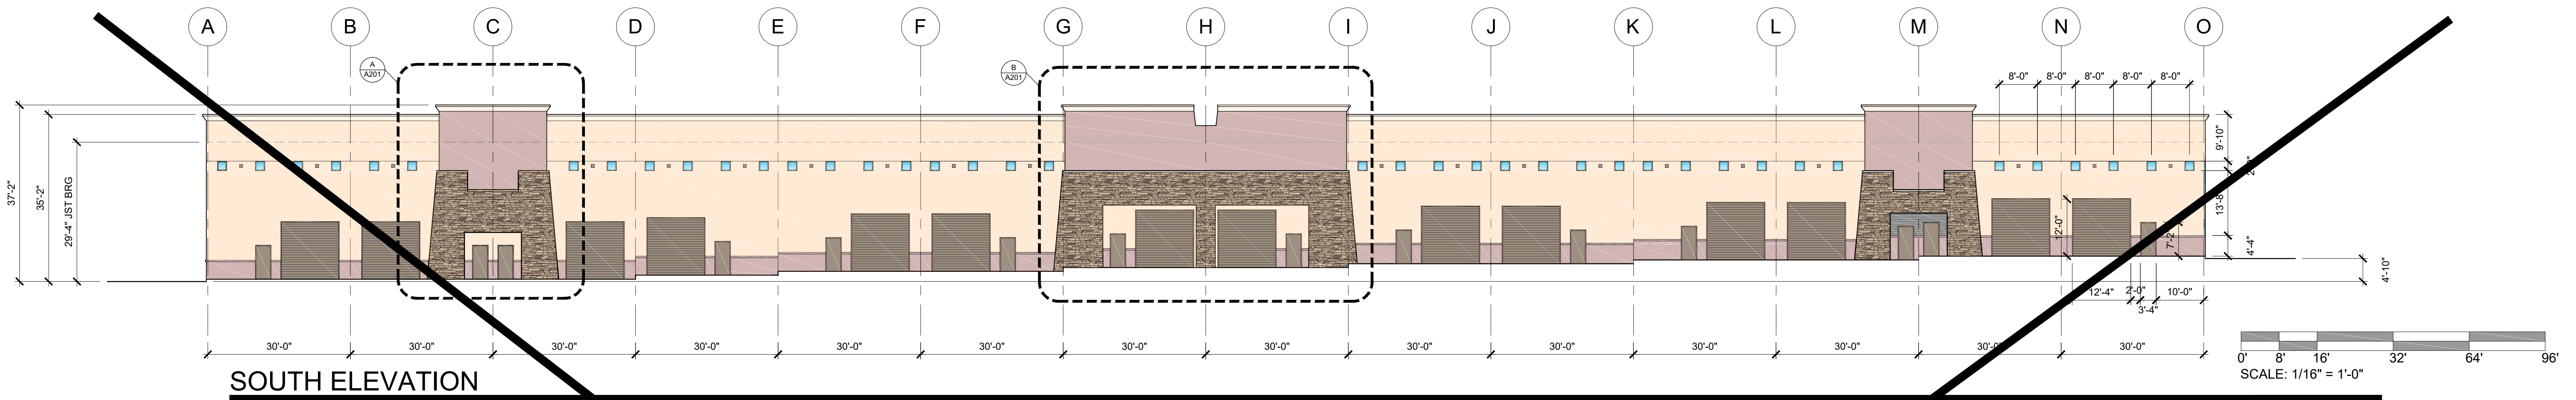 A B C D E F G H I J K L M N O
A
A201
B
A201
8'-0" 8'-0" 8'-0" 8'-0" 8'-0"
37'-2"
35'-2"
29'-4" JST BRG
9'-10"
13'-8"
4'-4"
4'-10"
12'-0"
7'-2"
12'-4" 2'-0" 10'-0"
3'-4"
30'-0" 30'-0" 30'-0" 30'-0" 30'-0" 30'-0" 30'-0" 30'-0" 30'-0" 30'-0" 30'-0" 30'-0" 30'-0" 30'-0"
0' 8' 16' 32' 64' 96'
SCALE: 1/16" = 1'-0"
SOUTH ELEVATION